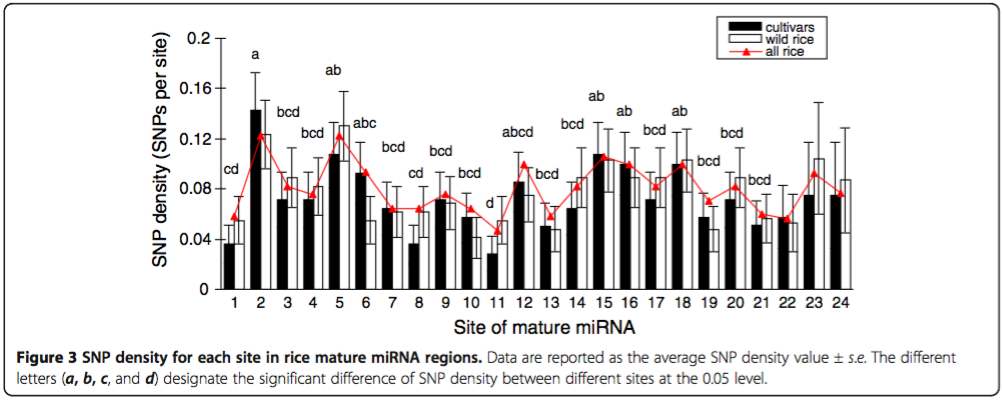 0.2
0.16
0.12
0.08
0.04
0
SNP density (SNPs per site)
cultivars
wild rice
all rice
cd
a
bcd
bcd
ab
abc
bcd
cd
bcd
bcd
d
abcd
bcd
bcd
ab
ab
bcd
ab
bcd
bcd
bcd
1 2 3 4 5 6 7 8 9 10 11 12 13 14 15 16 17 18 19 20 21 22 23 24
Site of mature miRNA
Figure 3 SNP density for each site in rice mature miRNA regions. Data are reported as the average SNP density value ± s.e. The different
letters (a, b, c, and d) designate the significant difference of SNP density between different sites at the 0.05 level.